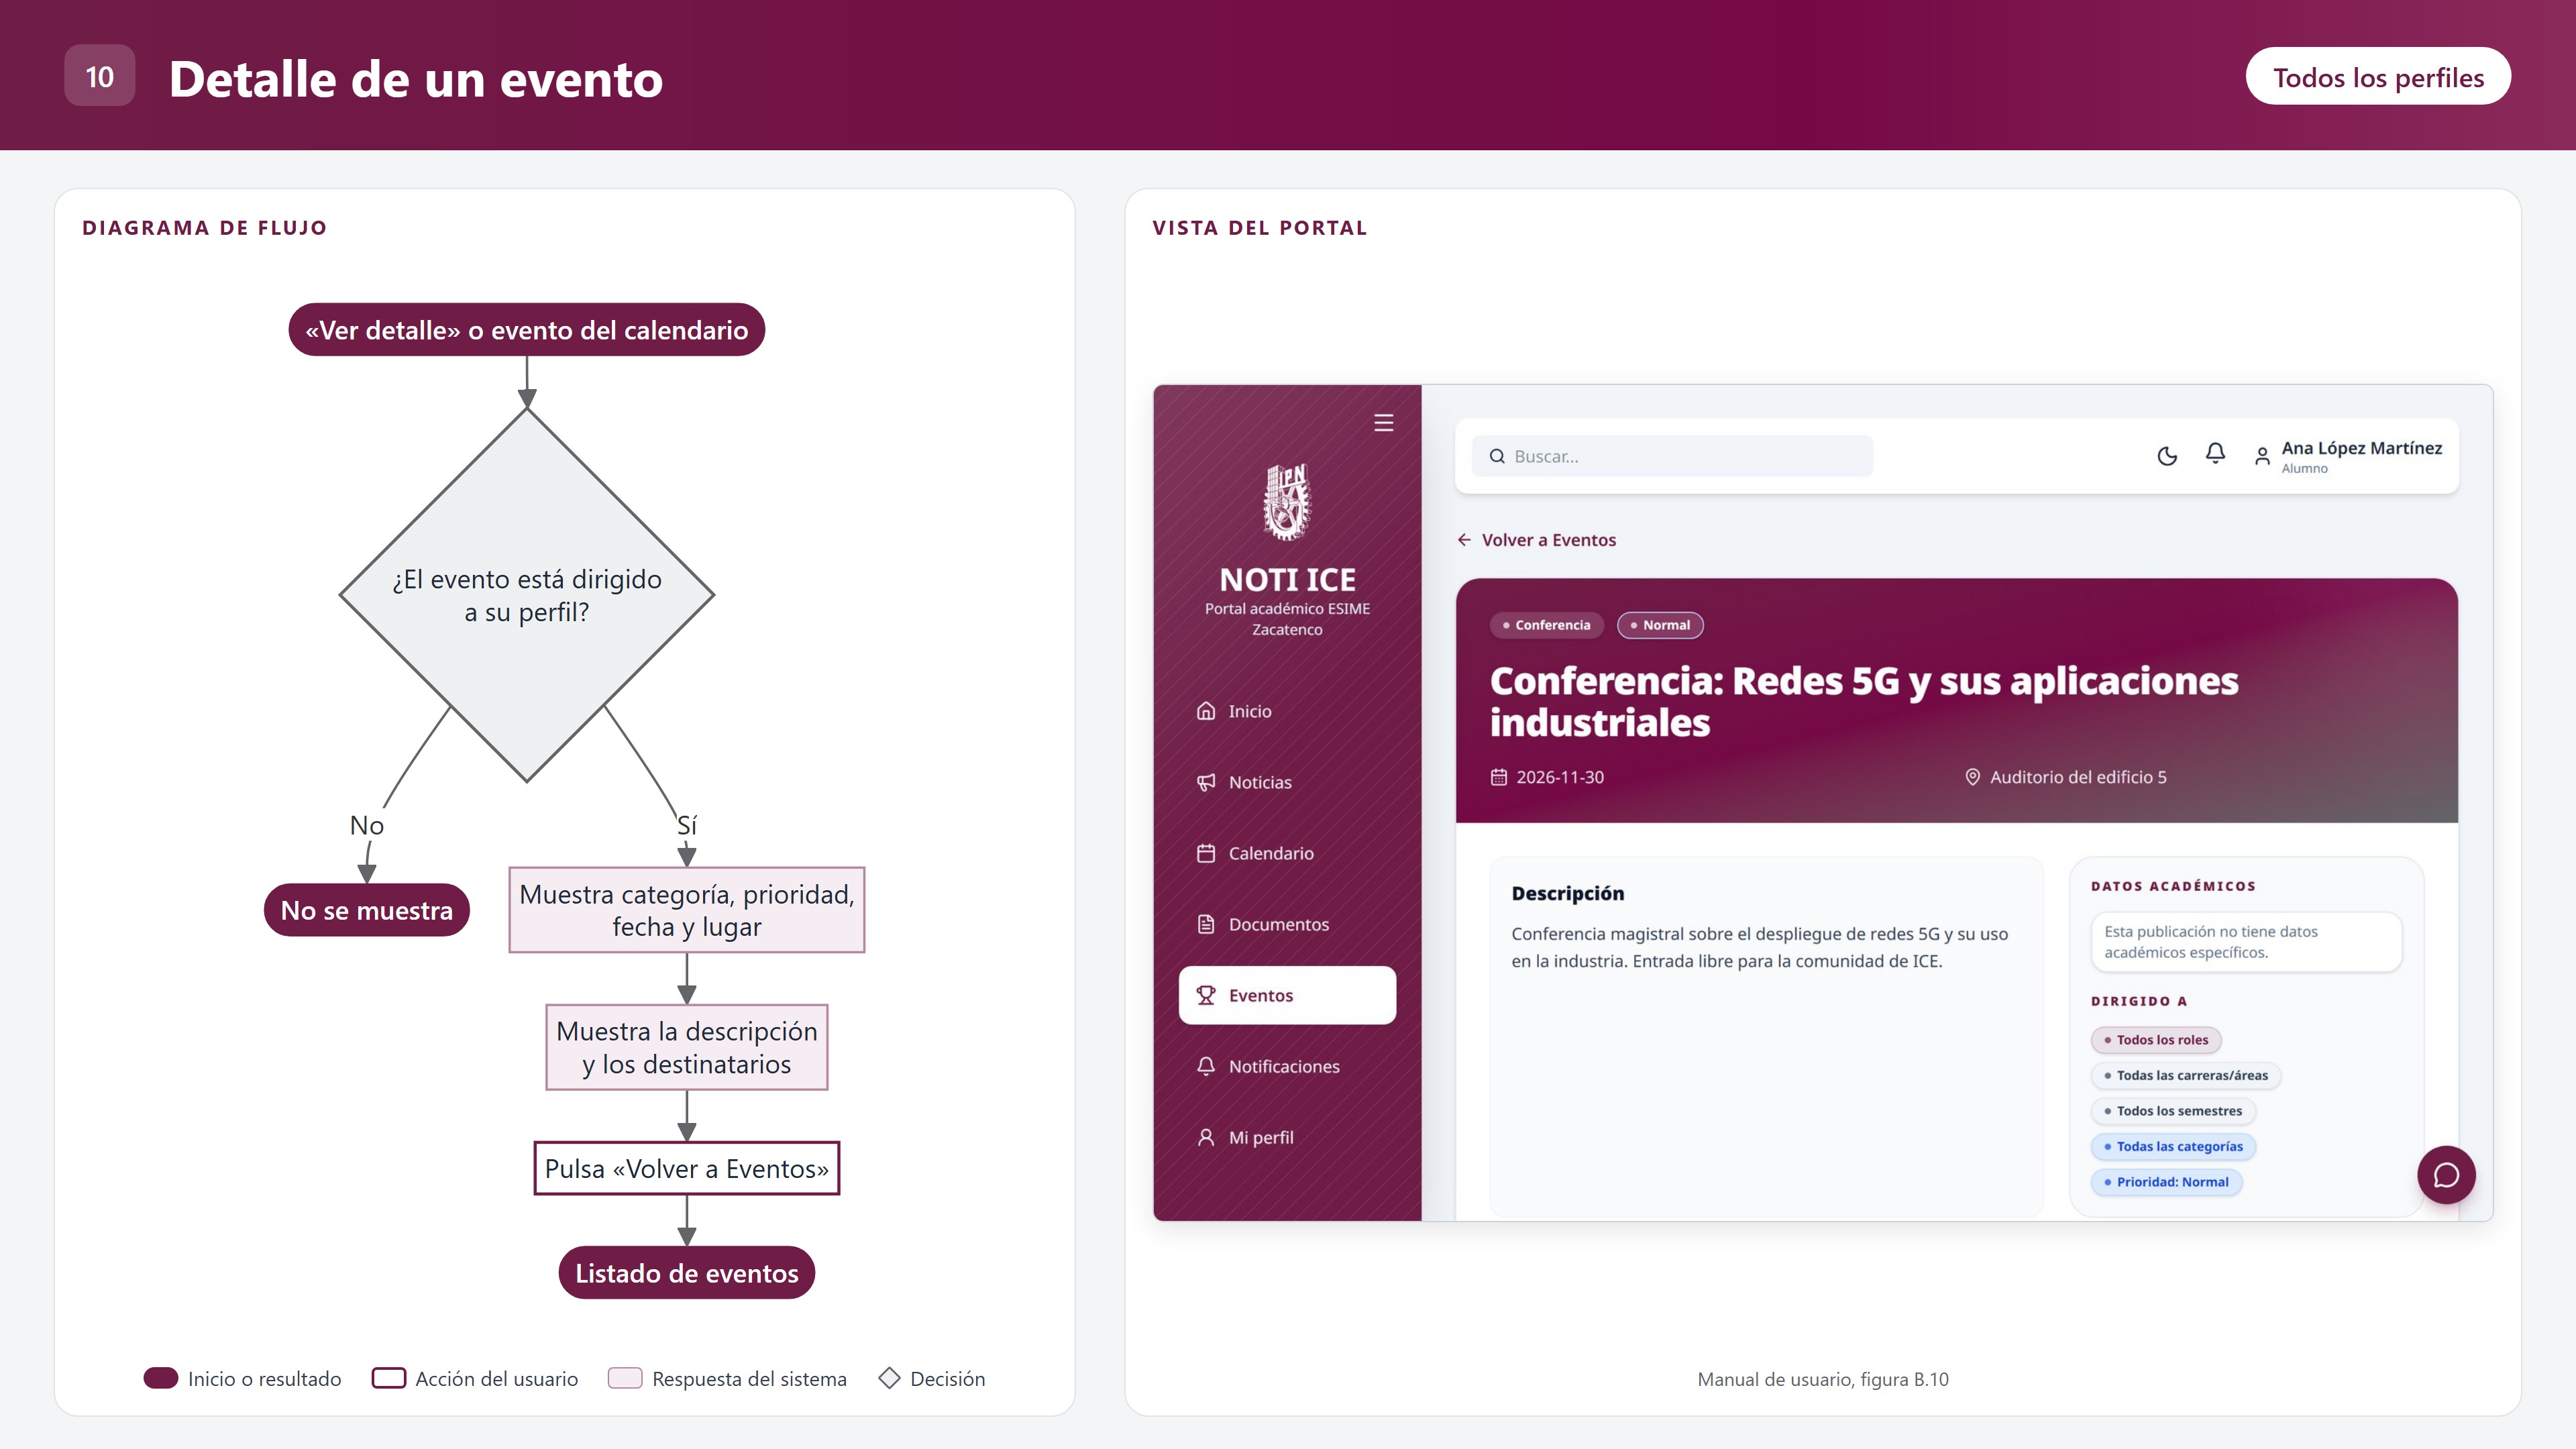 10
Detalle de un evento
Todos los perfiles
DIAGRAMA DE FLUJO
«Ver detalle» o evento del calendario
¿El evento está dirigido
a su perfil?
No
Sí
No se muestra
Muestra categoría, prioridad,
fecha y lugar
Muestra la descripción
y los destinatarios
Pulsa «Volver a Eventos»
Listado de eventos
Inicio o resultado
Acción del usuario
Respuesta del sistema
Decisión
VISTA DEL PORTAL
IPN
NOTI ICE
Portal académico ESIME
Zacatenco
Inicio
Noticias
Calendario
Documentos
Eventos
Notificaciones
Mi perfil
Buscar...
Ana López Martínez
Alumno
Volver a Eventos
Conferencia
Normal
Conferencia: Redes 5G y sus aplicaciones
industriales
2026-11-30
Auditorio del edificio 5
Descripción
Conferencia magistral sobre el despliegue de redes 5G y su uso
en la industria. Entrada libre para la comunidad de ICE.
DATOS ACADÉMICOS
Esta publicación no tiene datos
académicos específicos.
DIRIGIDO A
Todos los roles
Todas las carreras/áreas
Todos los semestres
Todas las categorías
Prioridad: Normal
Manual de usuario, figura B.10